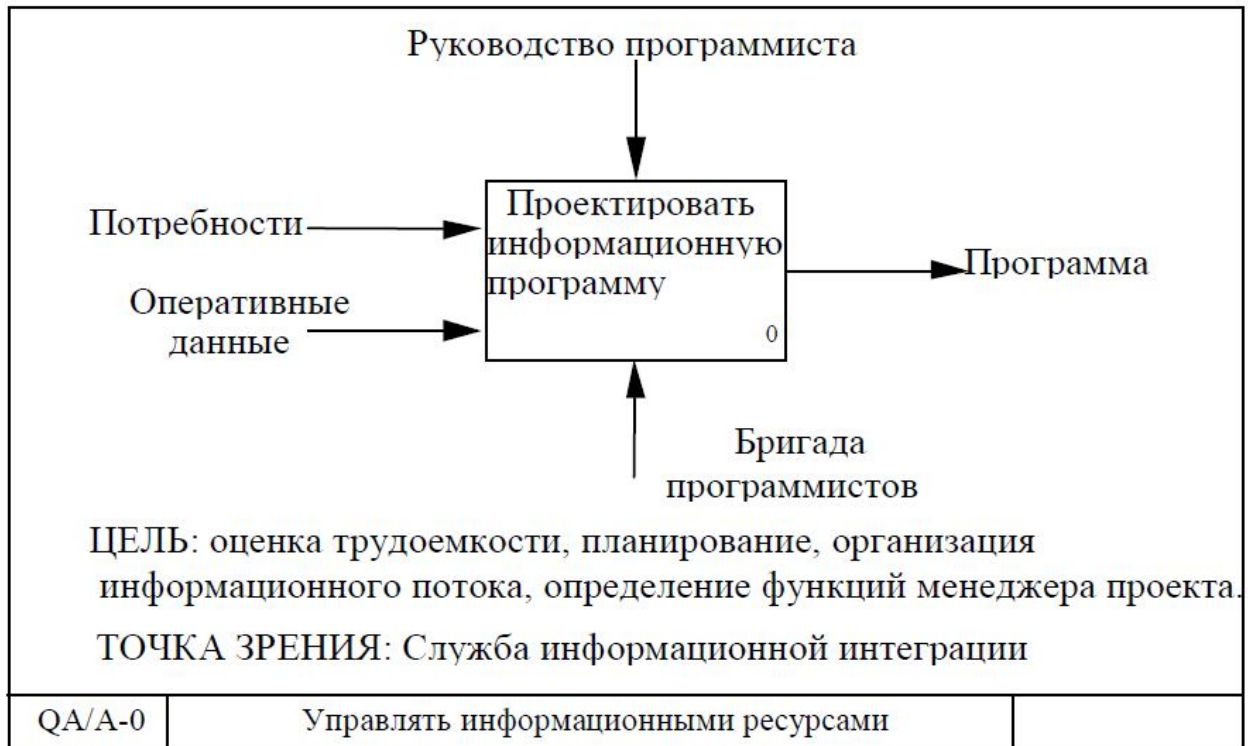 Руководство программиста
Потребности
Проектировать
информационную
программу
0
Программа
Оперативные
данные
Бригада
программистов
ЦЕЛЬ: оценка трудоемкости, планирование, организация
информационного потока, определение функций менеджера проекта.
ТОЧКА ЗРЕНИЯ: Служба информационной интеграции
QA/A-0
Управлять информационными ресурсами